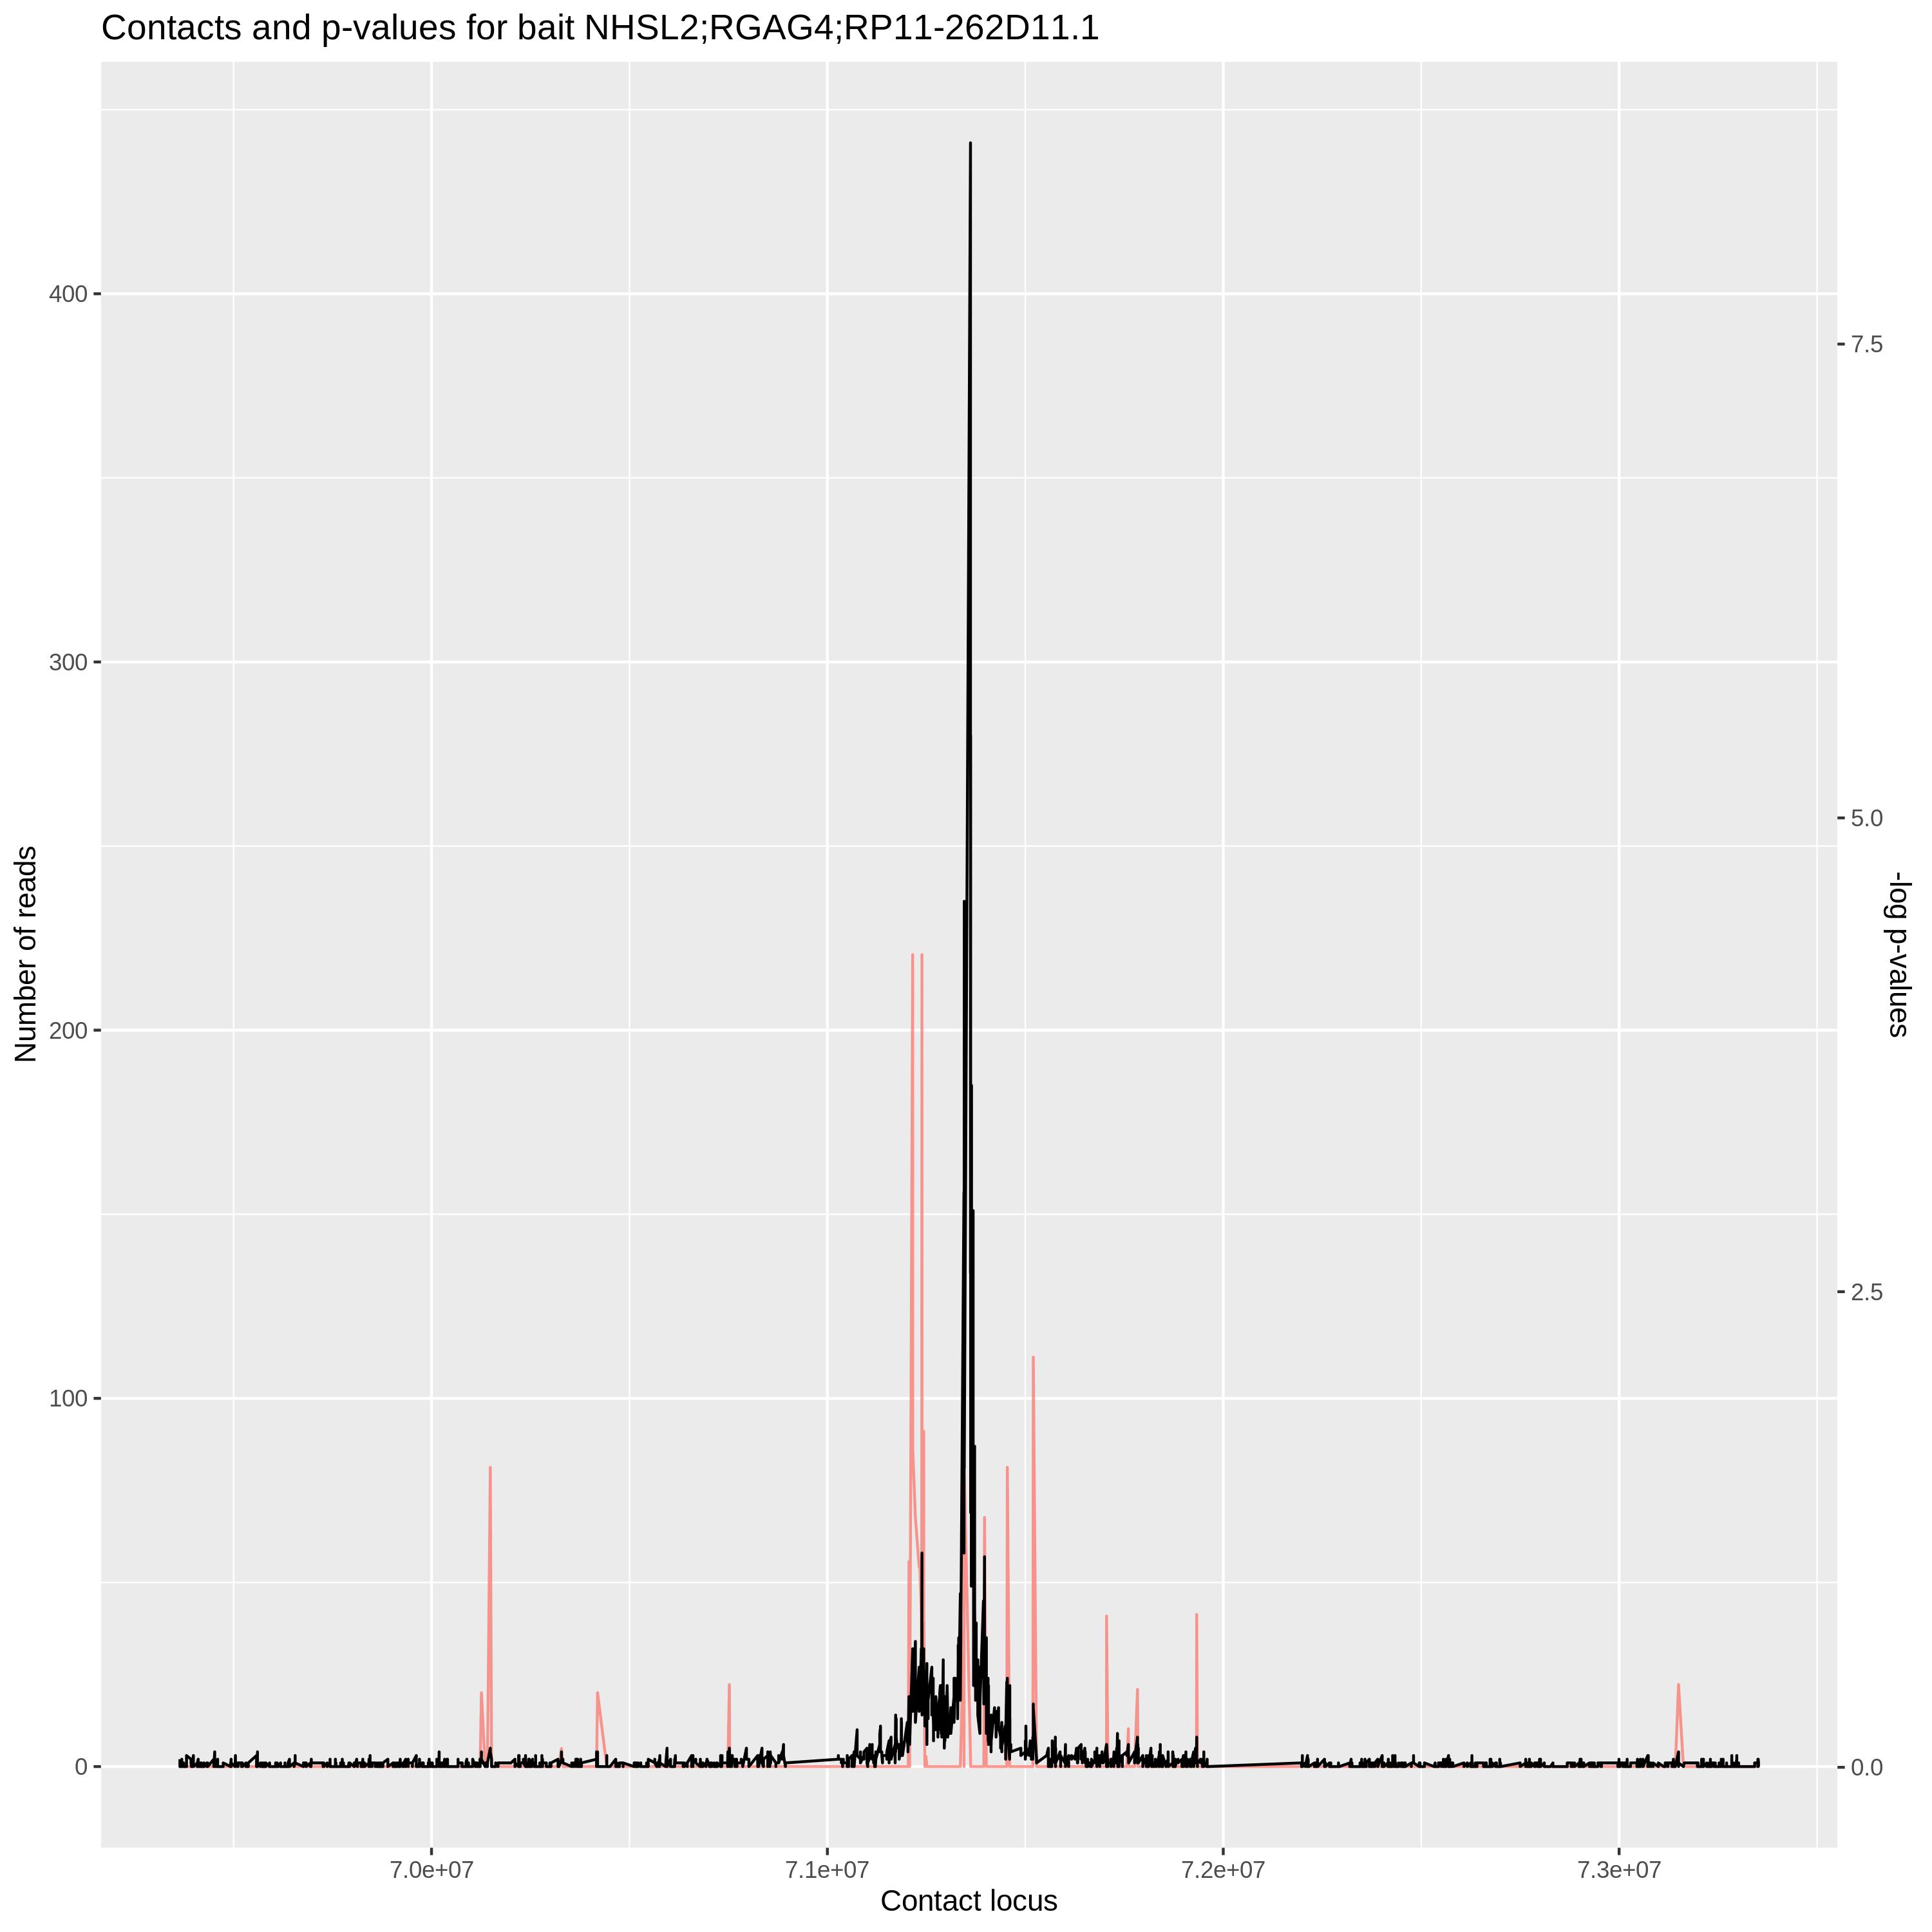 Contacts and p-values for bait NHSL2;RGAG4;RP11-262D11.1
400
300
200
100
0
Number of reads
7.5
5.0
2.5
0.0
-log p-values
7.0e+07
7.1e+07
7.2e+07
7.3e+07
Contact locus